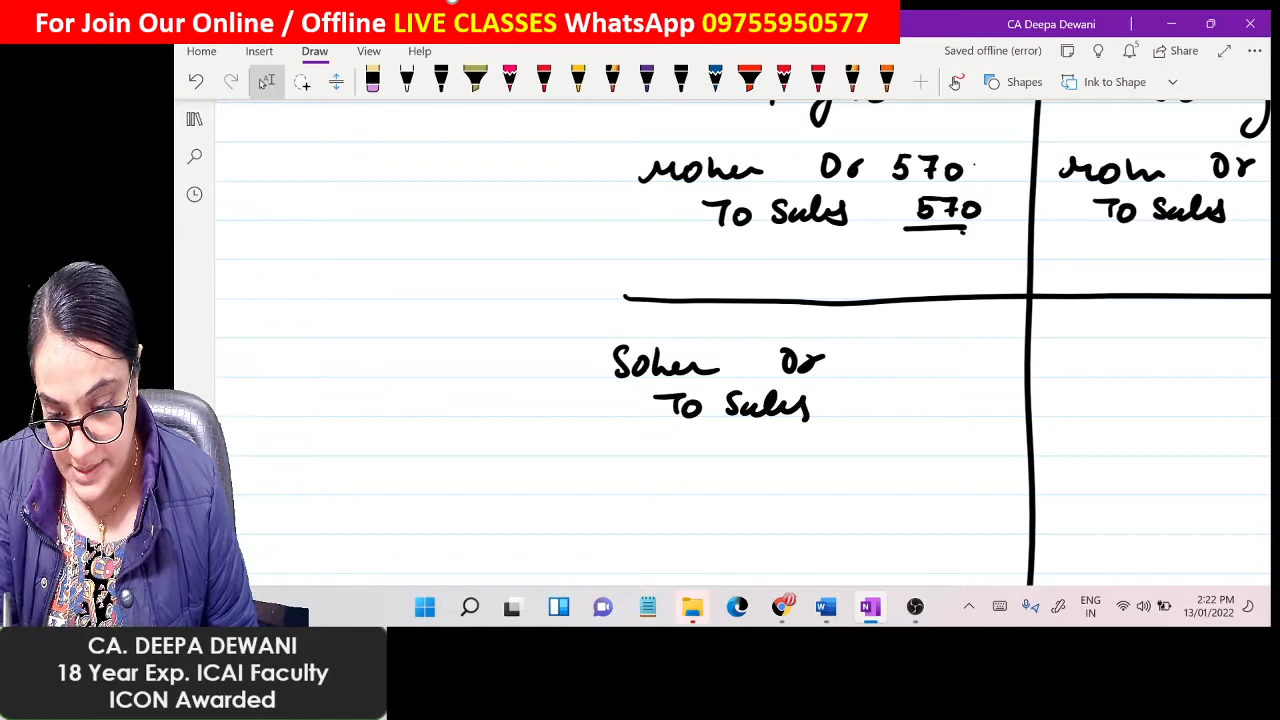 For Join Our Online / Offline LIVE CLASSES WhatsApp 09755950577
CA Deepa Dewani
Home Insert Draw View Help
Saved offline (error)
5
Share
Shapes
Ink to Shape
Mohan Dr 570
To Sales 570
Dr
To Sales
Sohan Dr
To Sales
ENG
IN
2:22 PM
13/01/2022
CA. DEEPA DEWANI
18 Year Exp. ICAI Faculty
ICON Awarded